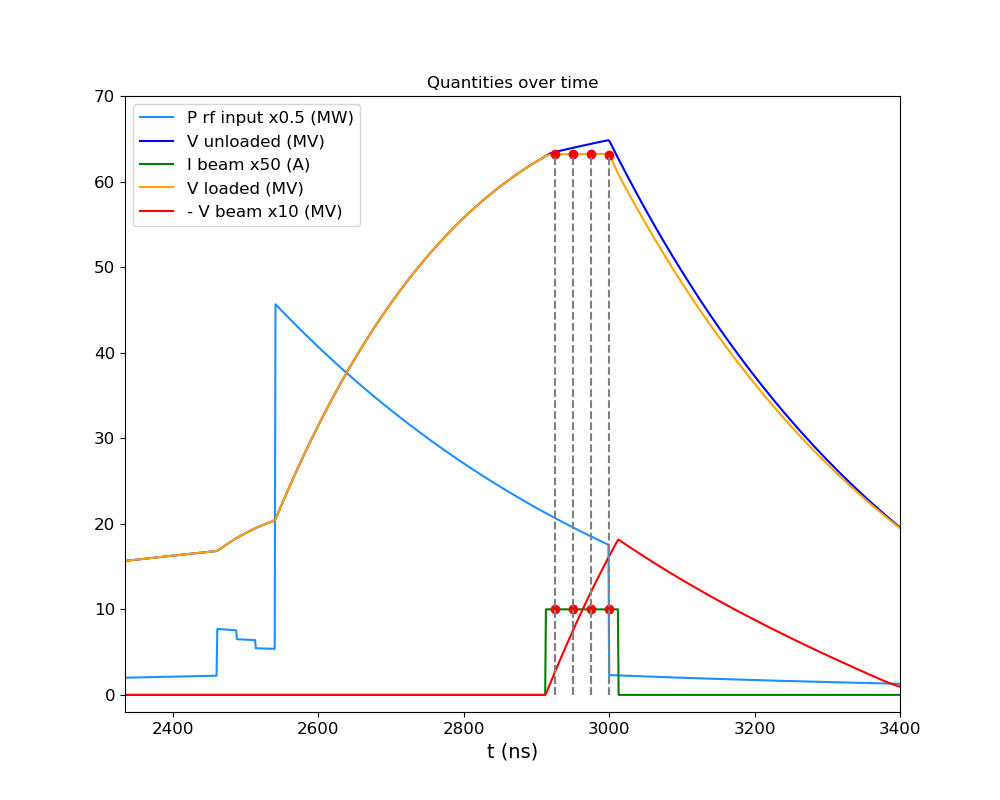 Quantities over time
70
60
50
40
30
20
10
0
P rf input x0.5 (MW)
V unloaded (MV)
I beam x50 (A)
V loaded (MV)
- V beam x10 (MV)
2400 2600 2800 3000 3200 3400
t (ns)